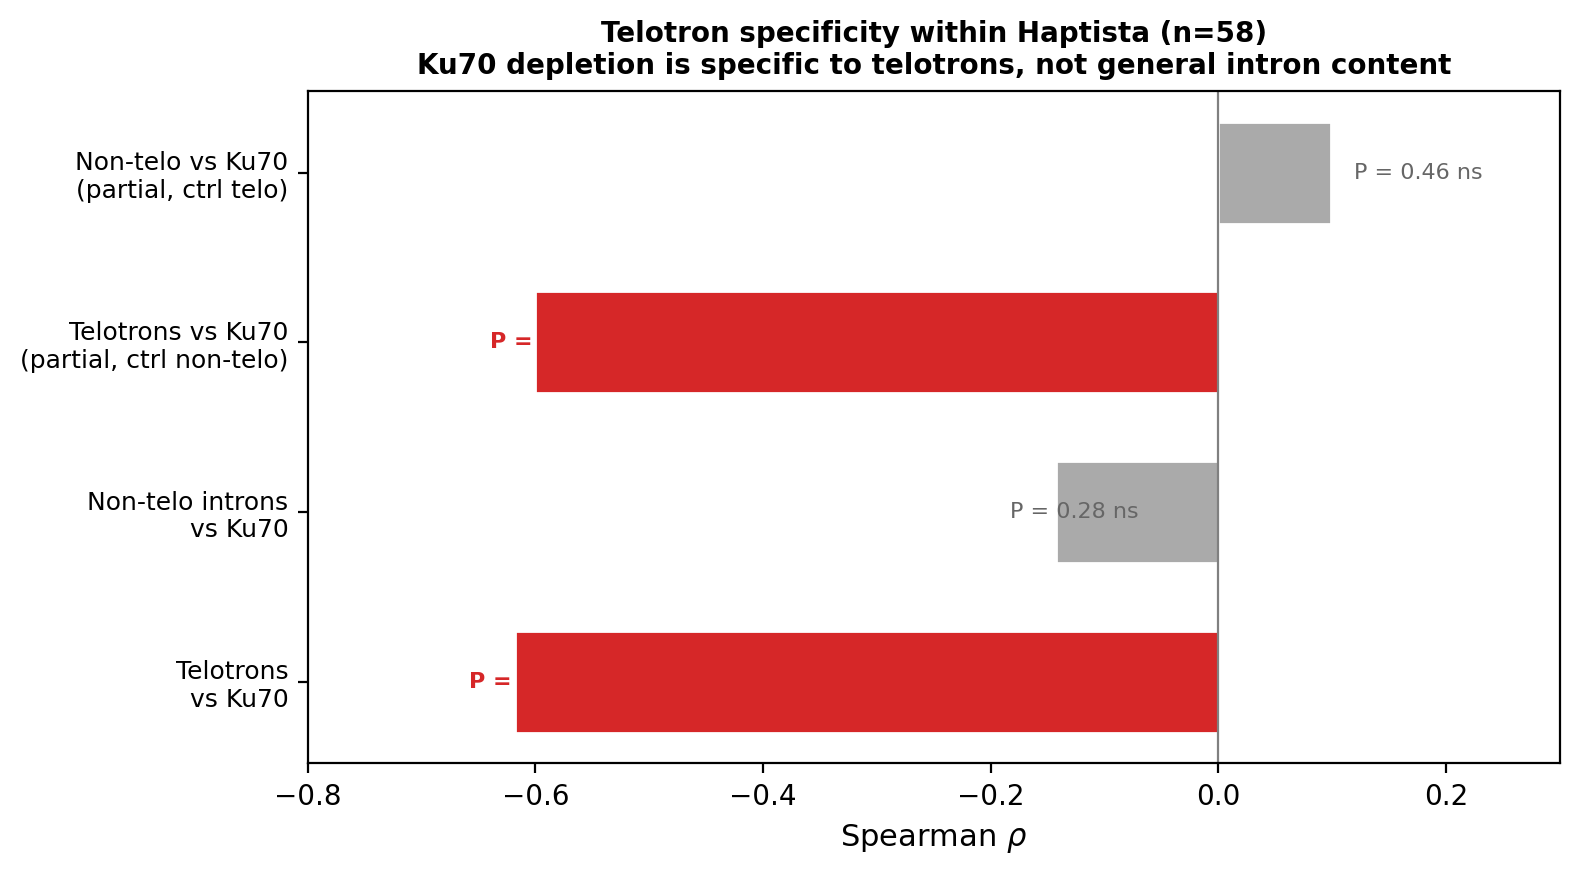 Telotron specificity within Haptista (n=58)
Ku70 depletion is specific to telotrons, not general intron content
Non-telo vs Ku70
(partial, ctrl telo)
P = 0.46 ns
Telotrons vs Ku70
(partial, ctrl non-telo)
P =
Non-telo introns
vs Ku70
P = 0.28 ns
Telotrons
vs Ku70
P =
−0.8 −0.6 −0.4 −0.2 0.0 0.2
Spearman ρ